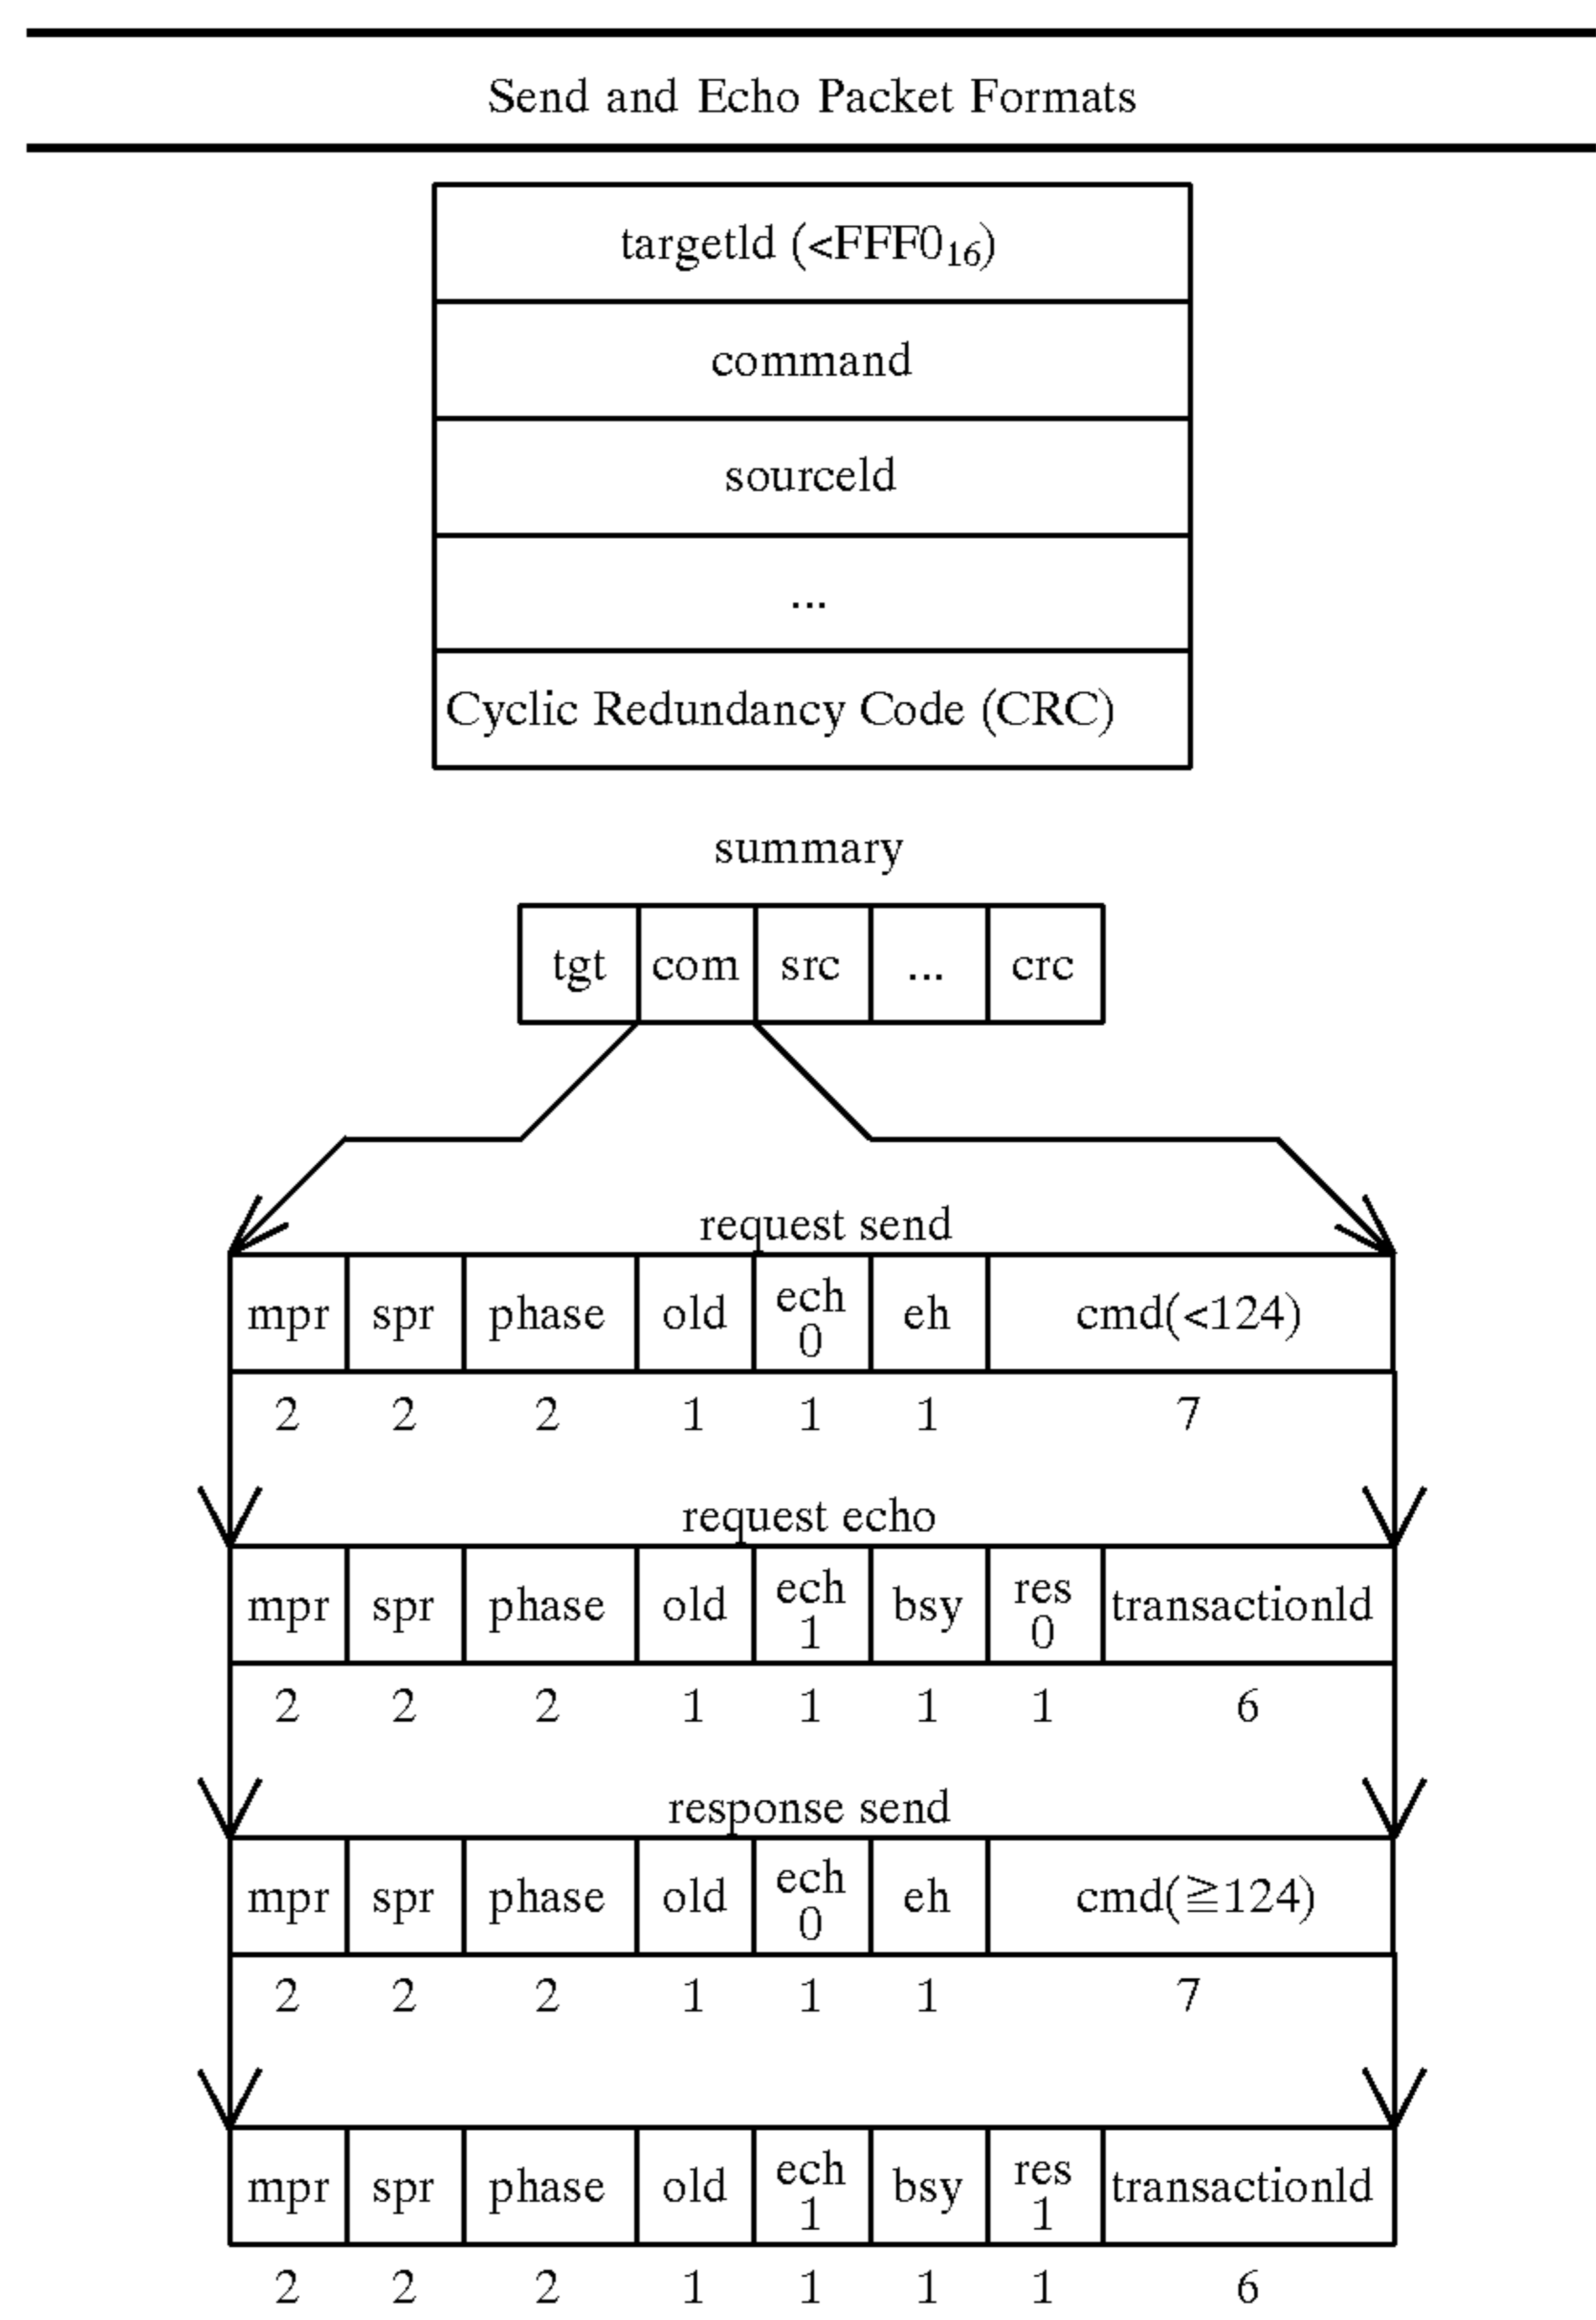 Send and Echo Packet Formats
targetId (<FFF0₁₆)
command
sourceId
...
Cyclic Redundancy Code (CRC)
summary
tgt com src ... crc
request send
mpr spr phase old ech 0 eh cmd(<124)
2 2 2 1 1 1 7
request echo
mpr spr phase old ech 1 bsy res 0 transactionId
2 2 2 1 1 1 1 6
response send
mpr spr phase old ech 0 eh cmd(≧124)
2 2 2 1 1 1 7
mpr spr phase old ech 1 bsy res 1 transactionId
2 2 2 1 1 1 1 6